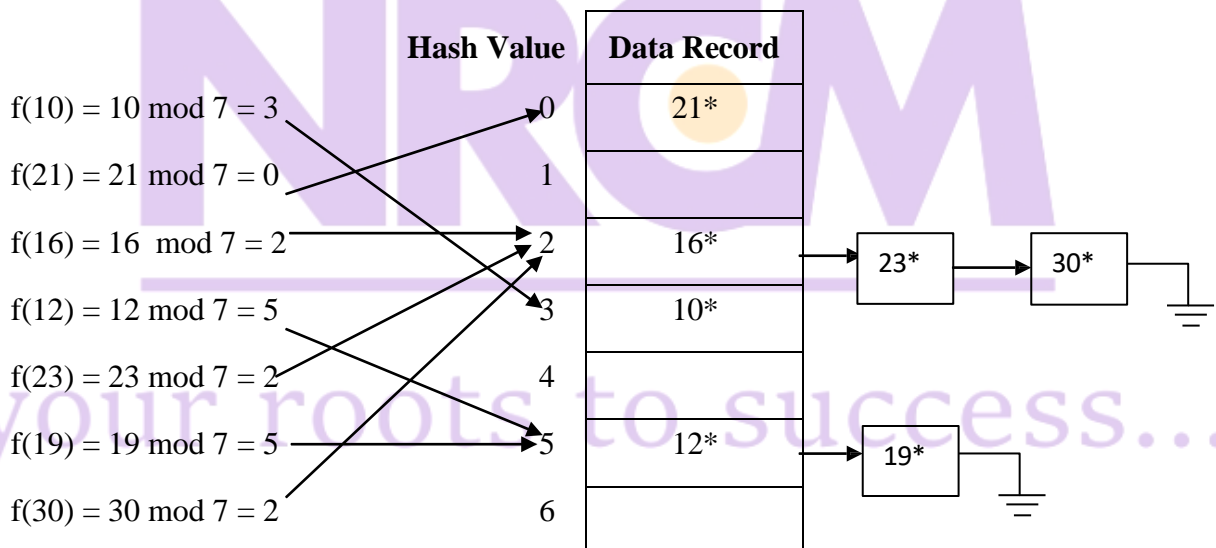 NRCM
Hash Value Data Record
f(10) = 10 mod 7 = 3 0 21*
f(21) = 21 mod 7 = 0 1
f(16) = 16 mod 7 = 2 2 16* 23* 30*
f(12) = 12 mod 7 = 5 3 10*
f(23) = 23 mod 7 = 2 4
your roots to success...
f(19) = 19 mod 7 = 5 5 12* 19*
f(30) = 30 mod 7 = 2 6